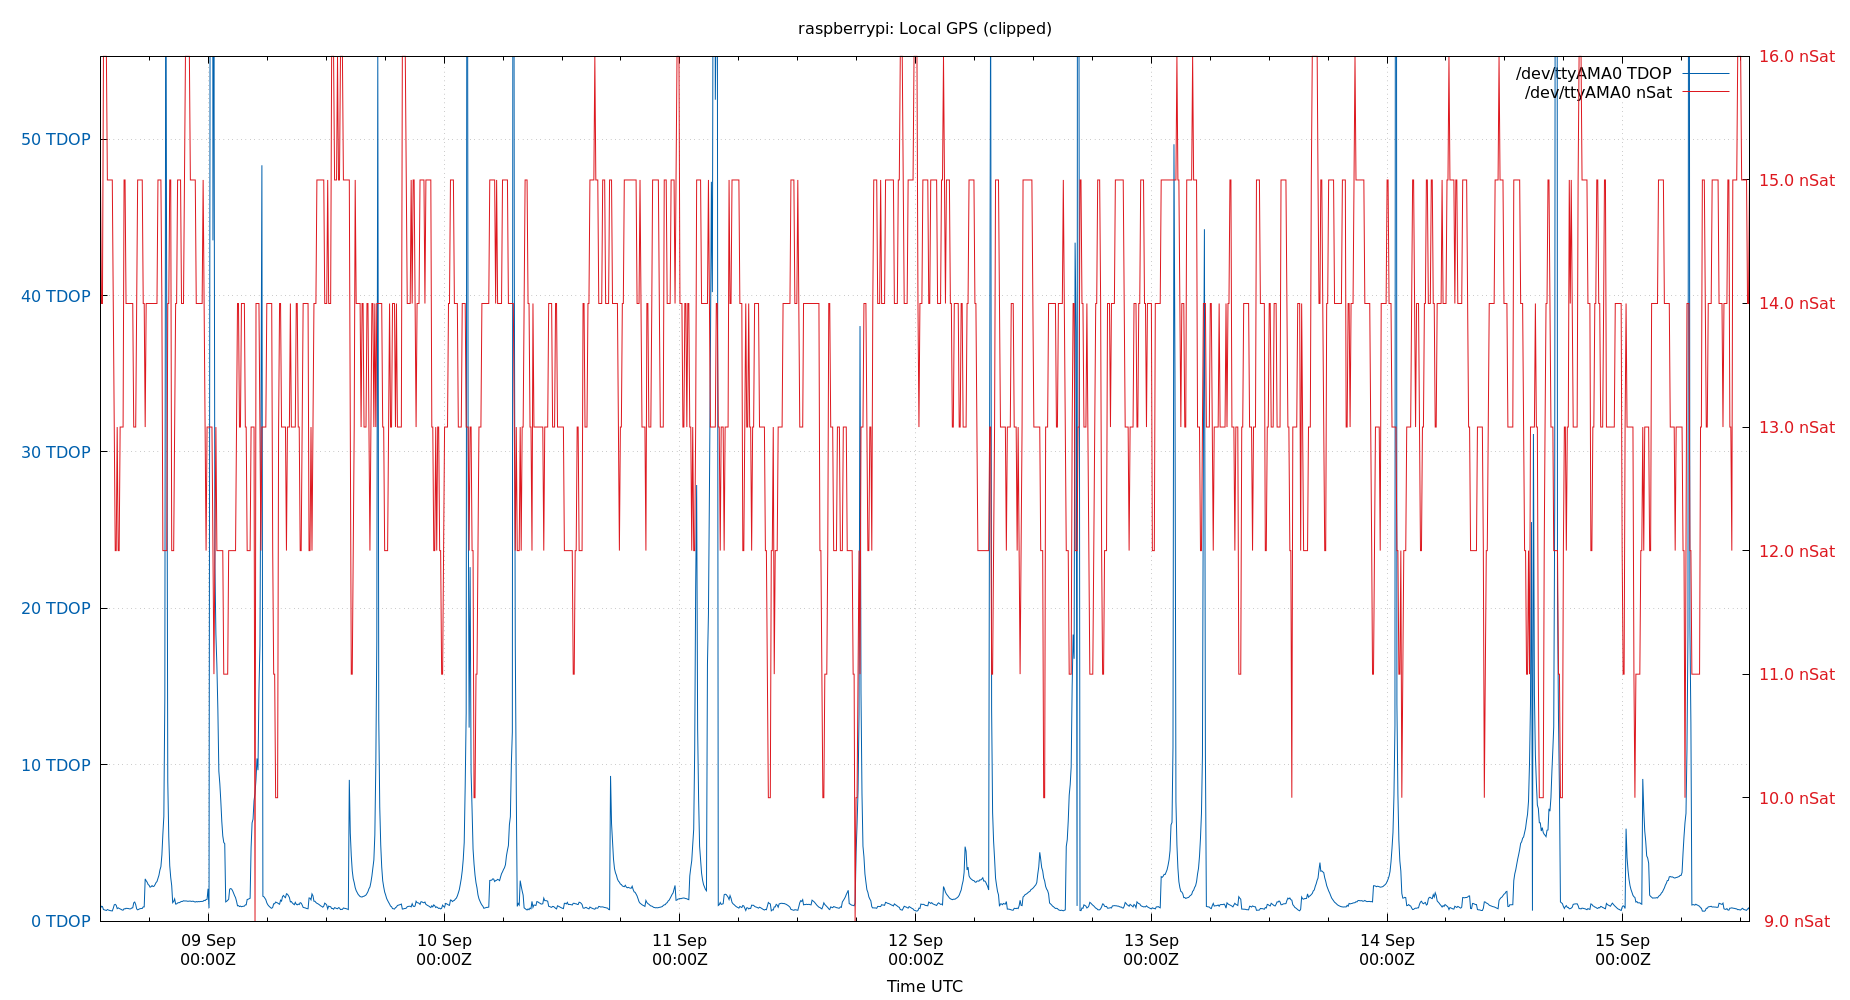 raspberrypi: Local GPS (clipped)
16.0 nSat
/dev/ttyAMA0 TDOP
/dev/ttyAMA0 nSat
50 TDOP
15.0 nSat
40 TDOP
14.0 nSat
30 TDOP
13.0 nSat
12.0 nSat
20 TDOP
11.0 nSat
10 TDOP
10.0 nSat
0 TDOP
9.0 nSat
09 Sep 10 Sep 11 Sep 12 Sep 13 Sep 14 Sep 15 Sep
00:00Z 00:00Z 00:00Z 00:00Z 00:00Z 00:00Z 00:00Z
Time UTC